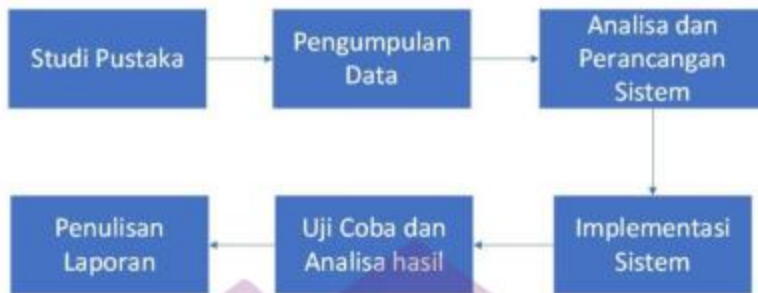 Studi Pustaka
Pengumpulan
Data
Analisa dan
Perancangan
Sistem
Implementasi
Sistem
Uji Coba dan
Analisa hasil
Penulisan
Laporan